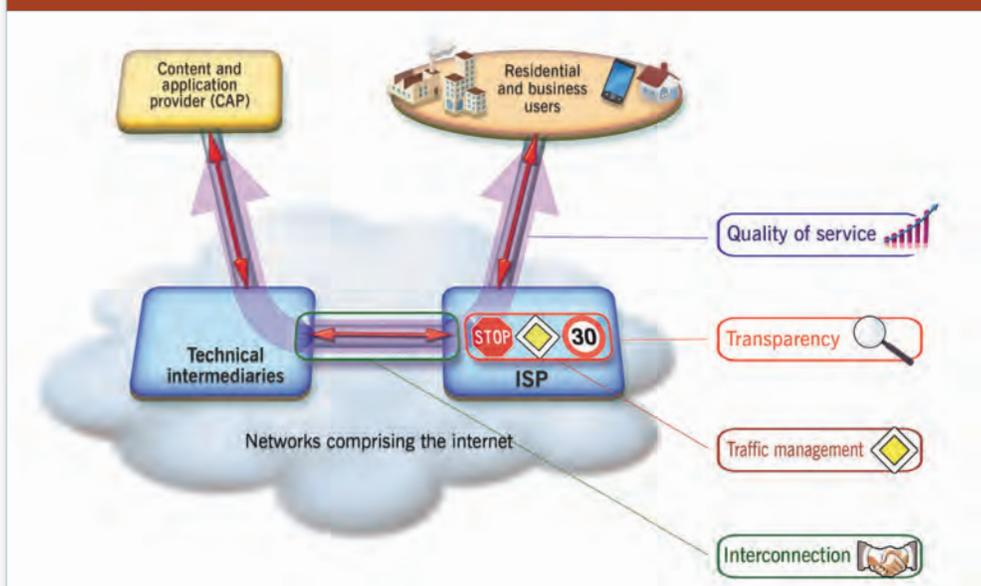 Content and
application
provider (CAP)
Residential
and business
users
Quality of service
STOP
30
Transparency
Technical
intermediaries
ISP
Networks comprising the internet
Traffic management
Interconnection